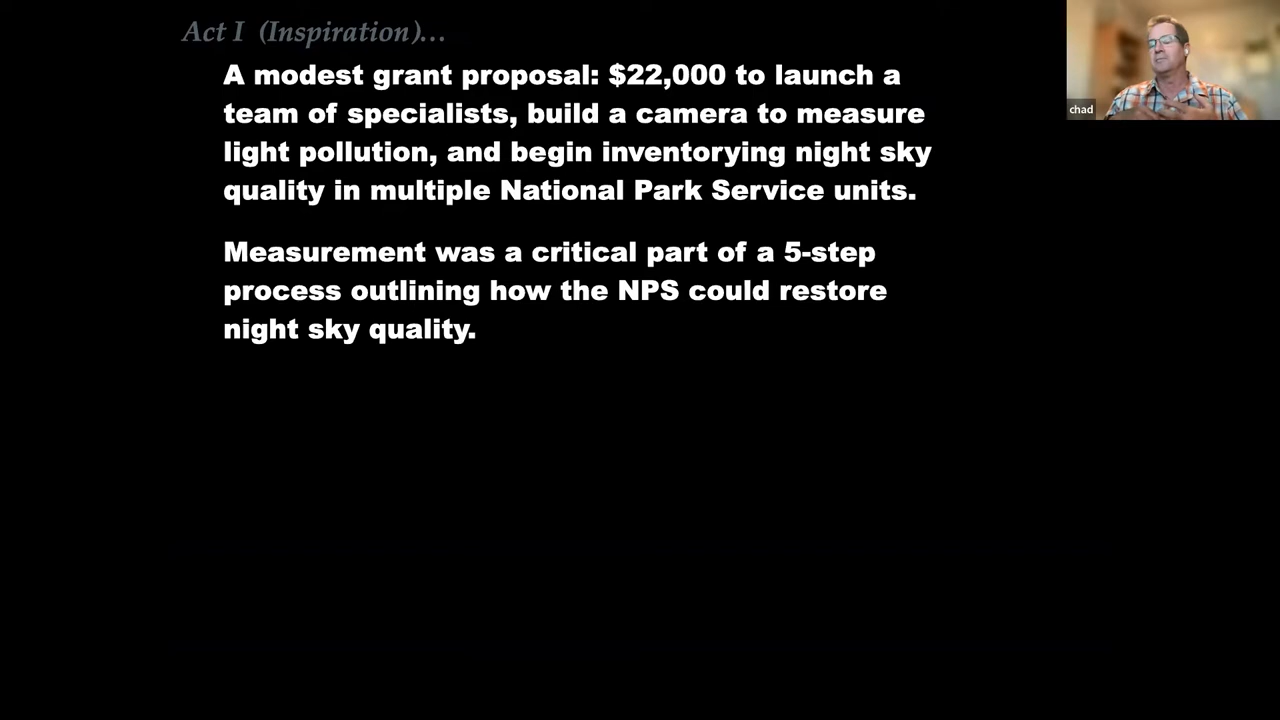 Act I  (Inspiration)…
A modest grant proposal: $22,000 to launch a
team of specialists, build a camera to measure
light pollution, and begin inventorying night sky
quality in multiple National Park Service units.
Measurement was a critical part of a 5-step
process outlining how the NPS could restore
night sky quality.
chad